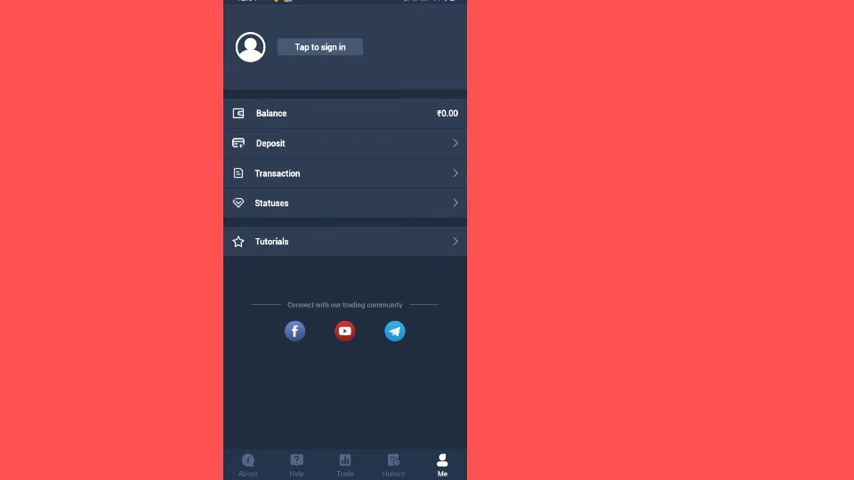 Tap to sign in
Balance
₹0.00
Deposit
Transaction
Statuses
Tutorials
Connect with our trading community
About
Help
Trade
History
Me